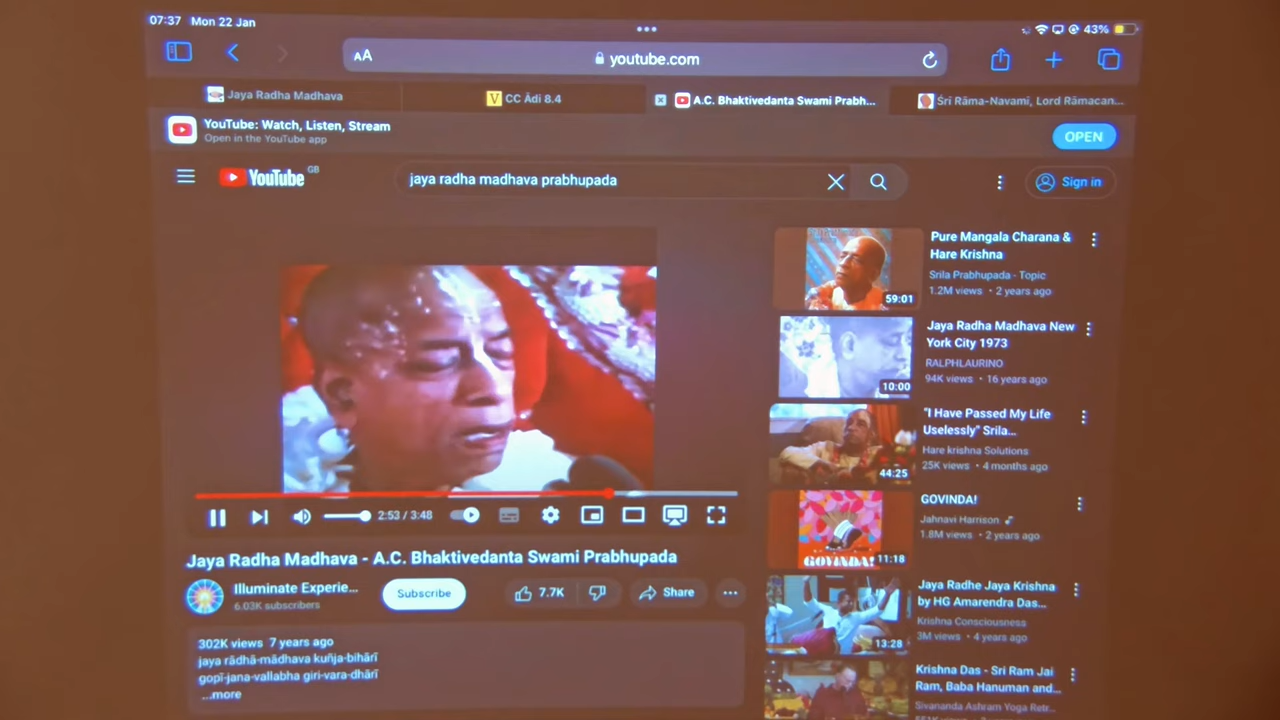 07:37 Mon 22 Jan
43%
AA
youtube.com
Jaya Radha Madhava
CC Ādi 8.4
A.C. Bhaktivedanta Swami Prabh...
Śrī Rāma-Navamī, Lord Rāmacan...
YouTube: Watch, Listen, Stream
Open in the YouTube app
OPEN
YouTube GB
jaya radha madhava prabhupada
Sign in
2:53 / 3:48
Jaya Radha Madhava - A.C. Bhaktivedanta Swami Prabhupada
Illuminate Experie...
6.03K subscribers
Subscribe
7.7K
Share
302K views 7 years ago
jaya rādhā-mādhava kuñja-bihārī
gopī-jana-vallabha giri-vara-dhārī
...more
Pure Mangala Charana &
Hare Krishna
Srila Prabhupada - Topic
1.2M views • 2 years ago
59:01
Jaya Radha Madhava New
York City 1973
RALPHLAURINO
94K views • 16 years ago
10:00
"I Have Passed My Life
Uselessly" Srila...
Hare krishna Solutions
25K views • 4 months ago
44:25
GOVINDA!
Jahnavi Harrison
1.8M views • 2 years ago
GOVINDA!
11:18
Jaya Radhe Jaya Krishna
by HG Amarendra Das...
Krishna Consciousness
3M views • 4 years ago
13:28
Krishna Das - Sri Ram Jai
Ram, Baba Hanuman and...
Sivananda Ashram Yoga Retr...